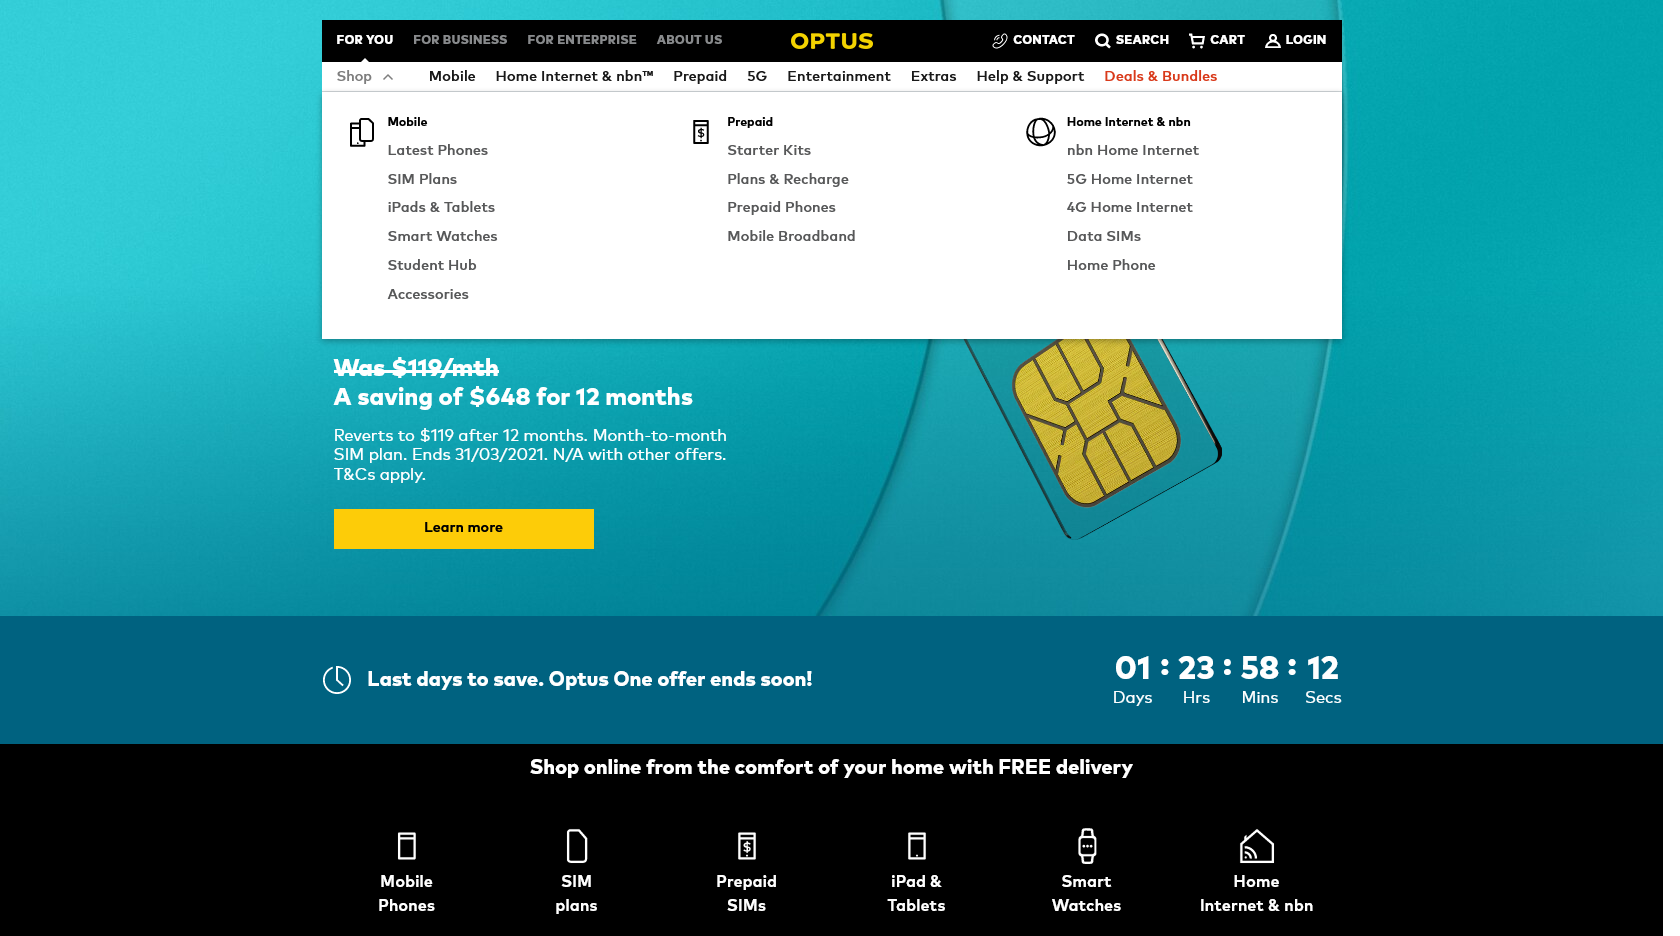 FOR YOU FOR BUSINESS FOR ENTERPRISE ABOUT US OPTUS CONTACT SEARCH CART LOGIN
Shop Mobile Home Internet & nbn™ Prepaid 5G Entertainment Extras Help & Support Deals & Bundles
Mobile
Latest Phones
SIM Plans
iPads & Tablets
Smart Watches
Student Hub
Accessories
Prepaid
Starter Kits
Plans & Recharge
Prepaid Phones
Mobile Broadband
Home Internet & nbn
nbn Home Internet
5G Home Internet
4G Home Internet
Data SIMs
Home Phone
Was $119/mth
A saving of $648 for 12 months
Reverts to $119 after 12 months. Month-to-month
SIM plan. Ends 31/03/2021. N/A with other offers.
T&Cs apply.
Learn more
Last days to save. Optus One offer ends soon!
01 : 23 : 58 : 12
Days Hrs Mins Secs
Shop online from the comfort of your home with FREE delivery
Mobile
Phones
SIM
plans
$
Prepaid
SIMs
iPad &
Tablets
Smart
Watches
Home
Internet & nbn